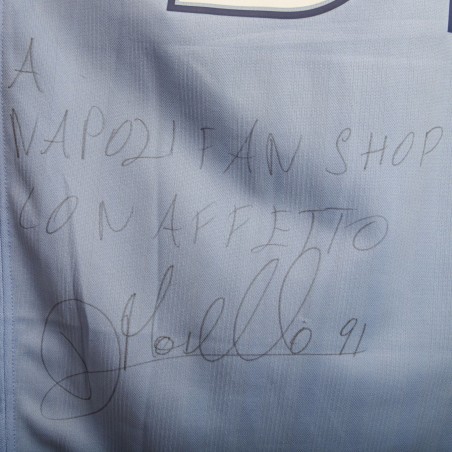 A
NAPOLI FAN SHOP
CON AFFETTO
91